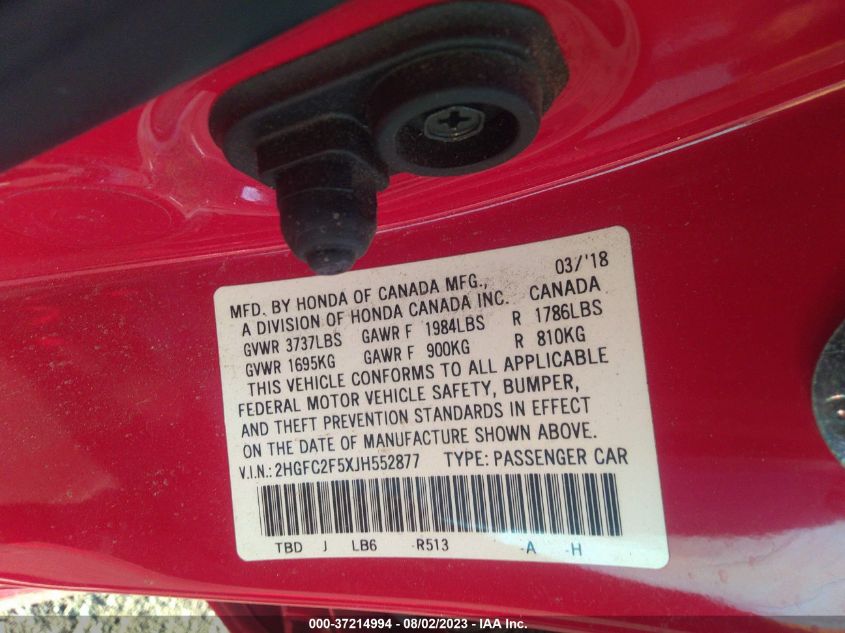 MFD. BY HONDA OF CANADA MFG., 03/'18
A DIVISION OF HONDA CANADA INC. CANADA
GVWR 3737LBS GAWR F 1984LBS R 1786LBS
GVWR 1695KG GAWR F 900KG R 810KG
THIS VEHICLE CONFORMS TO ALL APPLICABLE
FEDERAL MOTOR VEHICLE SAFETY, BUMPER,
AND THEFT PREVENTION STANDARDS IN EFFECT
ON THE DATE OF MANUFACTURE SHOWN ABOVE.
V.I.N.: 2HGFC2F5XJH552877 TYPE: PASSENGER CAR
TBD J LB6 -R513 -A -H
000-37214994 - 08/02/2023 - IAA Inc.